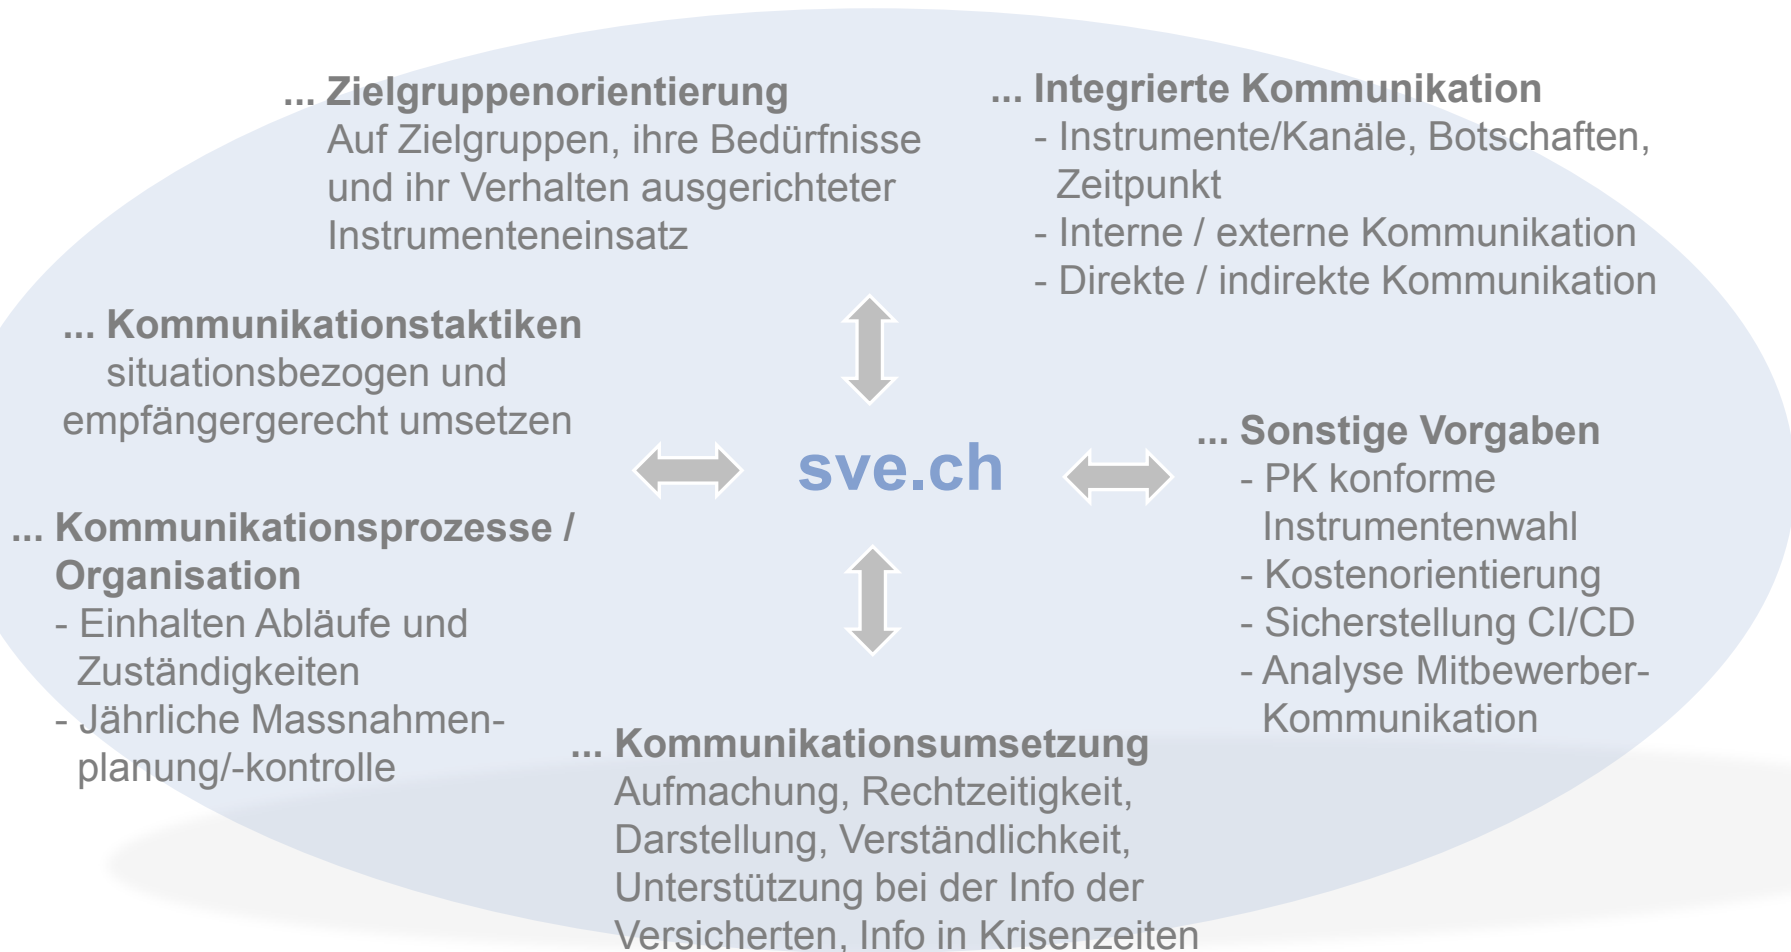 ... Zielgruppenorientierung
Auf Zielgruppen, ihre Bedürfnisse
und ihr Verhalten ausgerichteter
Instrumenteneinsatz
... Integrierte Kommunikation
- Instrumente/Kanäle, Botschaften,
Zeitpunkt
- Interne / externe Kommunikation
- Direkte / indirekte Kommunikation
... Kommunikationstaktiken
situationsbezogen und
empfängergerecht umsetzen
sve.ch
... Sonstige Vorgaben
- PK konforme
Instrumentenwahl
- Kostenorientierung
- Sicherstellung CI/CD
- Analyse Mitbewerber-
Kommunikation
... Kommunikationsprozesse /
Organisation
- Einhalten Abläufe und
Zuständigkeiten
- Jährliche Massnahmen-
planung/-kontrolle
... Kommunikationsumsetzung
Aufmachung, Rechtzeitigkeit,
Darstellung, Verständlichkeit,
Unterstützung bei der Info der
Versicherten, Info in Krisenzeiten